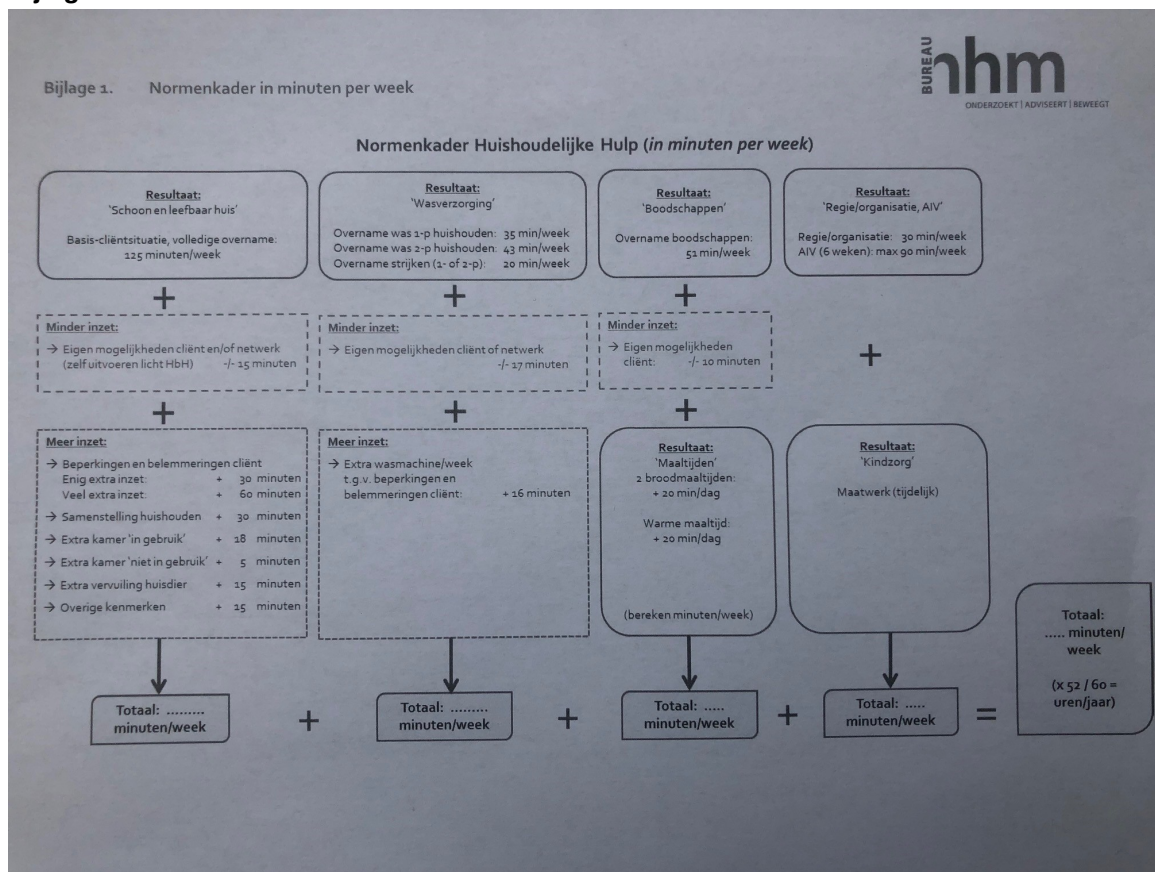 BUREAU
nhm
ONDERZOEKT | ADVISEERT | BEWEEGT
Bijlage 1. Normenkader in minuten per week
Normenkader Huishoudelijke Hulp (in minuten per week)
Resultaat:
'Schoon en leefbaar huis'
Basis-cliëntsituatie, volledige overname:
125 minuten/week
Resultaat:
'Wasverzorging'
Overname was 1-p huishouden: 35 min/week
Overname was 2-p huishouden: 43 min/week
Overname strijken (1- of 2-p): 20 min/week
Resultaat:
'Boodschappen'
Overname boodschappen:
51 min/week
Resultaat:
'Regie/organisatie, AIV'
Regie/organisatie: 30 min/week
AIV (6 weken): max 90 min/week
+
+
+
Minder inzet:
→ Eigen mogelijkheden cliënt en/of netwerk
(zelf uitvoeren licht HbH) -/- 15 minuten
Minder inzet:
→ Eigen mogelijkheden cliënt of netwerk
-/- 17 minuten
Minder inzet:
→ Eigen mogelijkheden
cliënt: -/- 20 minuten
+
+
+
+
Meer inzet:
→ Beperkingen en belemmeringen cliënt
Enig extra inzet: + 30 minuten
Veel extra inzet: + 60 minuten
→ Samenstelling huishouden + 30 minuten
→ Extra kamer 'in gebruik' + 18 minuten
→ Extra kamer 'niet in gebruik' + 5 minuten
→ Extra vervuiling huisdier + 15 minuten
→ Overige kenmerken + 15 minuten
Meer inzet:
→ Extra wasmachine/week
t.g.v. beperkingen en
belemmeringen cliënt: + 16 minuten
Resultaat:
'Maaltijden'
2 broodmaaltijden:
+ 20 min/dag
Warme maaltijd:
+ 20 min/dag
(bereken minuten/week)
Resultaat:
'Kindzorg'
Maatwerk (tijdelijk)
Totaal: .........
minuten/week
+
Totaal: .........
minuten/week
+
Totaal: .....
minuten/week
+
Totaal: .....
minuten/week
=
Totaal:
..... minuten/
week
(x 52 / 60 =
uren/jaar)